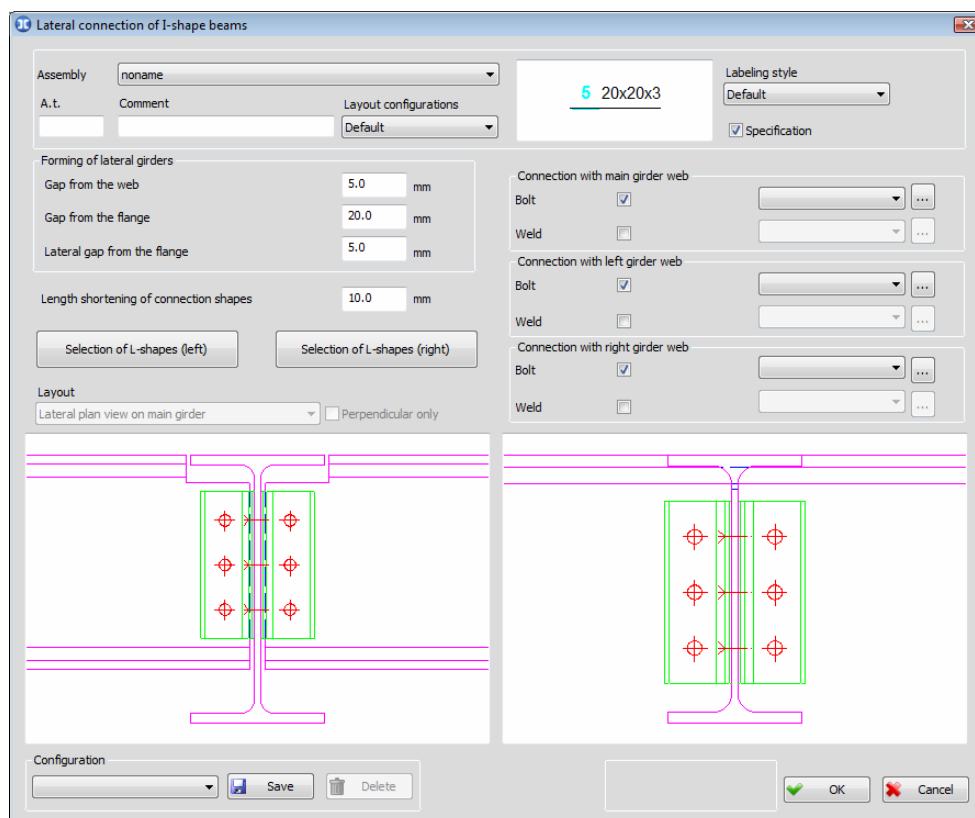 Lateral connection of I-shape beams
Assembly
noname
A.t.
Comment
Layout configurations
Default
5 20x20x3
Labeling style
Default
Specification
Forming of lateral girders
Gap from the web
5.0
mm
Gap from the flange
20.0
mm
Lateral gap from the flange
5.0
mm
Length shortening of connection shapes
10.0
mm
Selection of L-shapes (left)
Selection of L-shapes (right)
Layout
Lateral plan view on main girder
Perpendicular only
Connection with main girder web
Bolt
...
Weld
...
Connection with left girder web
Bolt
...
Weld
...
Connection with right girder web
Bolt
...
Weld
...
Configuration
Save
Delete
OK
Cancel